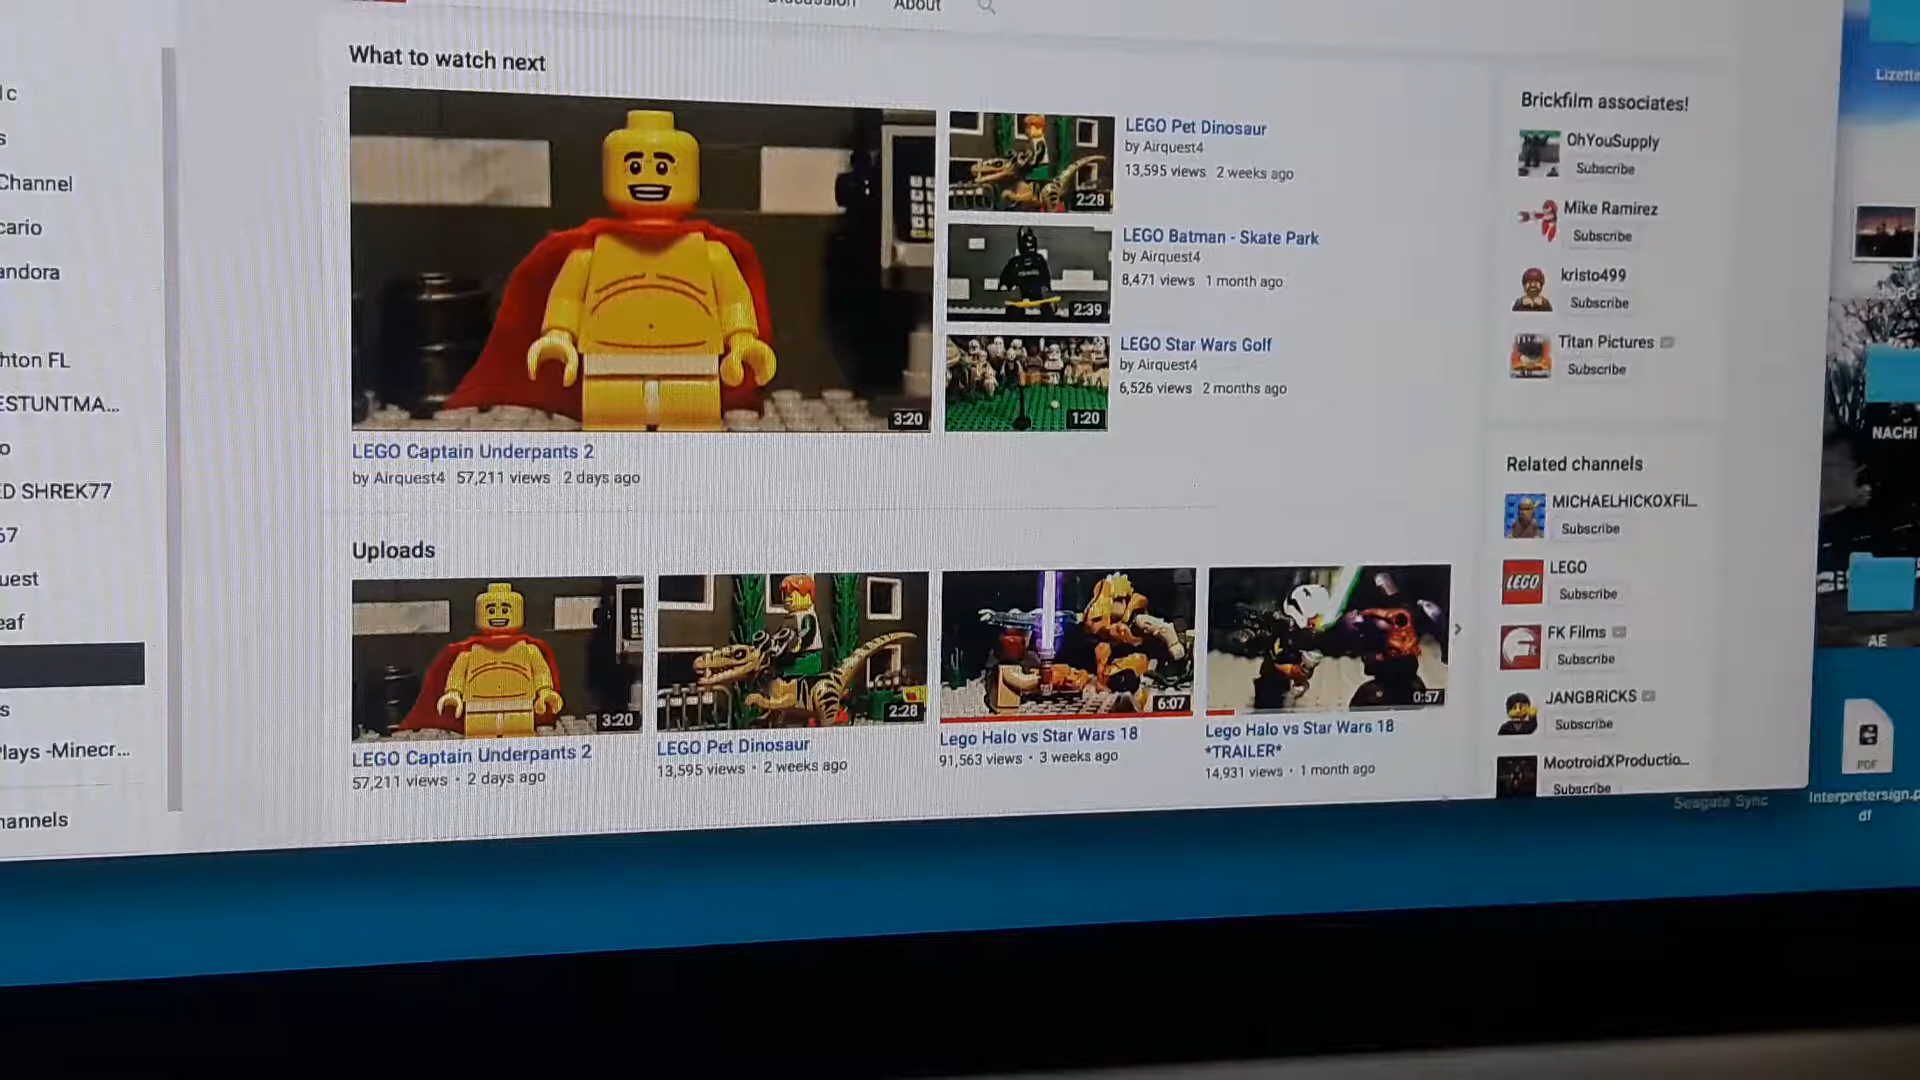 About
What to watch next
3:20
LEGO Captain Underpants 2
by Airquest4 57,211 views 2 days ago
2:28
LEGO Pet Dinosaur
by Airquest4
13,595 views 2 weeks ago
2:39
LEGO Batman - Skate Park
by Airquest4
8,471 views 1 month ago
1:20
LEGO Star Wars Golf
by Airquest4
6,526 views 2 months ago
Uploads
3:20
LEGO Captain Underpants 2
57,211 views • 2 days ago
2:28
LEGO Pet Dinosaur
13,595 views • 2 weeks ago
6:07
Lego Halo vs Star Wars 18
91,563 views • 3 weeks ago
0:57
Lego Halo vs Star Wars 18
*TRAILER*
14,931 views • 1 month ago
Brickfilm associates!
OhYouSupply
Subscribe
Mike Ramirez
Subscribe
kristo499
Subscribe
Titan Pictures
Subscribe
Related channels
MICHAELHICKOXFIL...
Subscribe
LEGO
LEGO
Subscribe
FK Films
Subscribe
JANGBRiCKS
Subscribe
MootroidXProductio...
Subscribe
Channel
cario
andora
hton FL
ESTUNTMA...
ED SHREK77
67
uest
eaf
lays -Minecr...
hannels
Lizette
NACHI
AE
PDF
Interpretersign.p
df
Seagate Sync